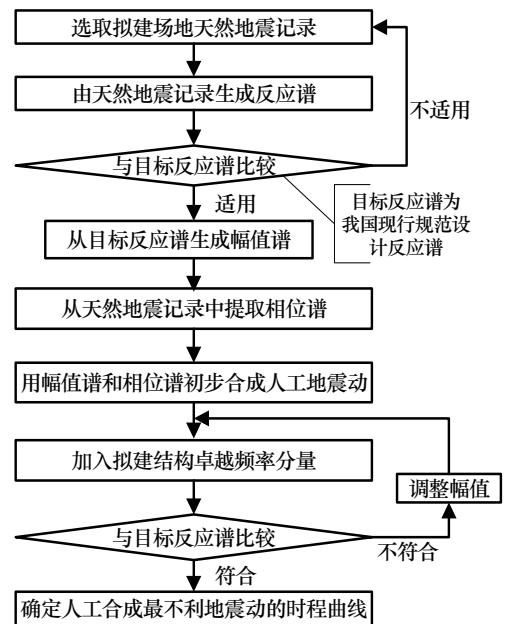 选取拟建场地天然地震记录
由天然地震记录生成反应谱
不适用
与目标反应谱比较
适用
目标反应谱为
我国现行规范设
计反应谱
从目标反应谱生成幅值谱
从天然地震记录中提取相位谱
用幅值谱和相位谱初步合成人工地震动
加入拟建结构卓越频率分量
调整幅值
与目标反应谱比较
不符合
符合
确定人工合成最不利地震动的时程曲线